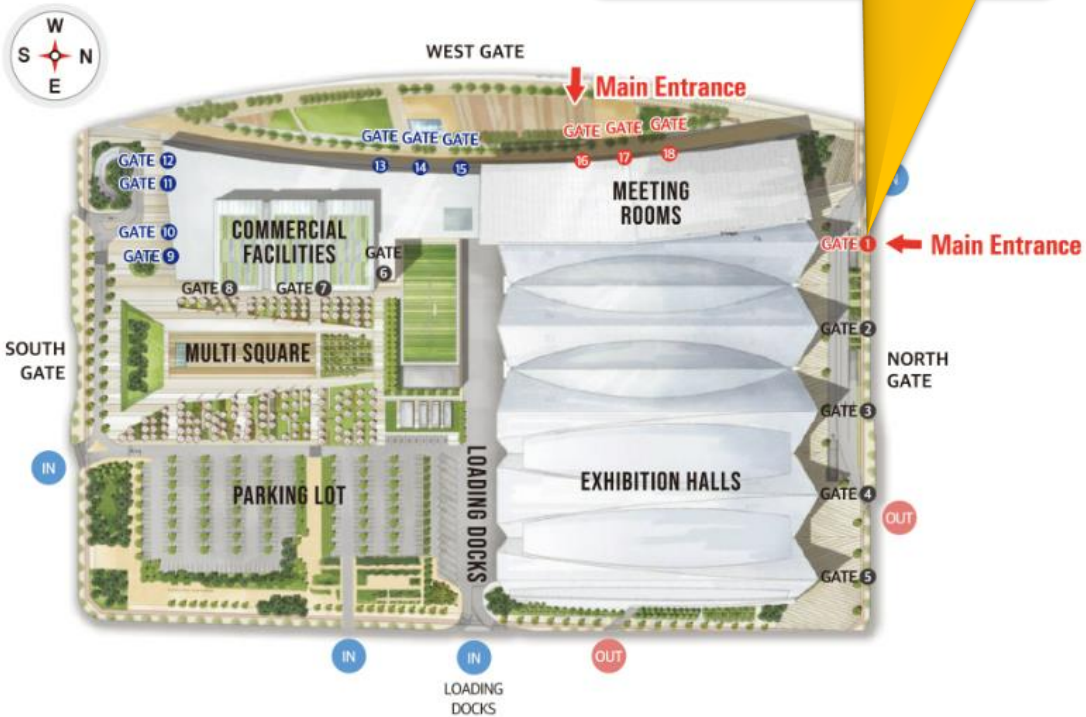 W
S N
E
WEST GATE
Main Entrance
GATE 12
GATE 11
GATE 10
GATE 9
GATE 13
GATE 14
GATE 15
GATE 16
GATE 17
GATE 18
MEETING
ROOMS
COMMERCIAL
FACILITIES
GATE 6
GATE 8
GATE 7
GATE 1
Main Entrance
GATE 2
SOUTH
GATE
MULTI SQUARE
NORTH
GATE
GATE 3
IN
PARKING LOT
LOADING DOCKS
EXHIBITION HALLS
GATE 4
OUT
GATE 5
IN
IN
LOADING
DOCKS
OUT